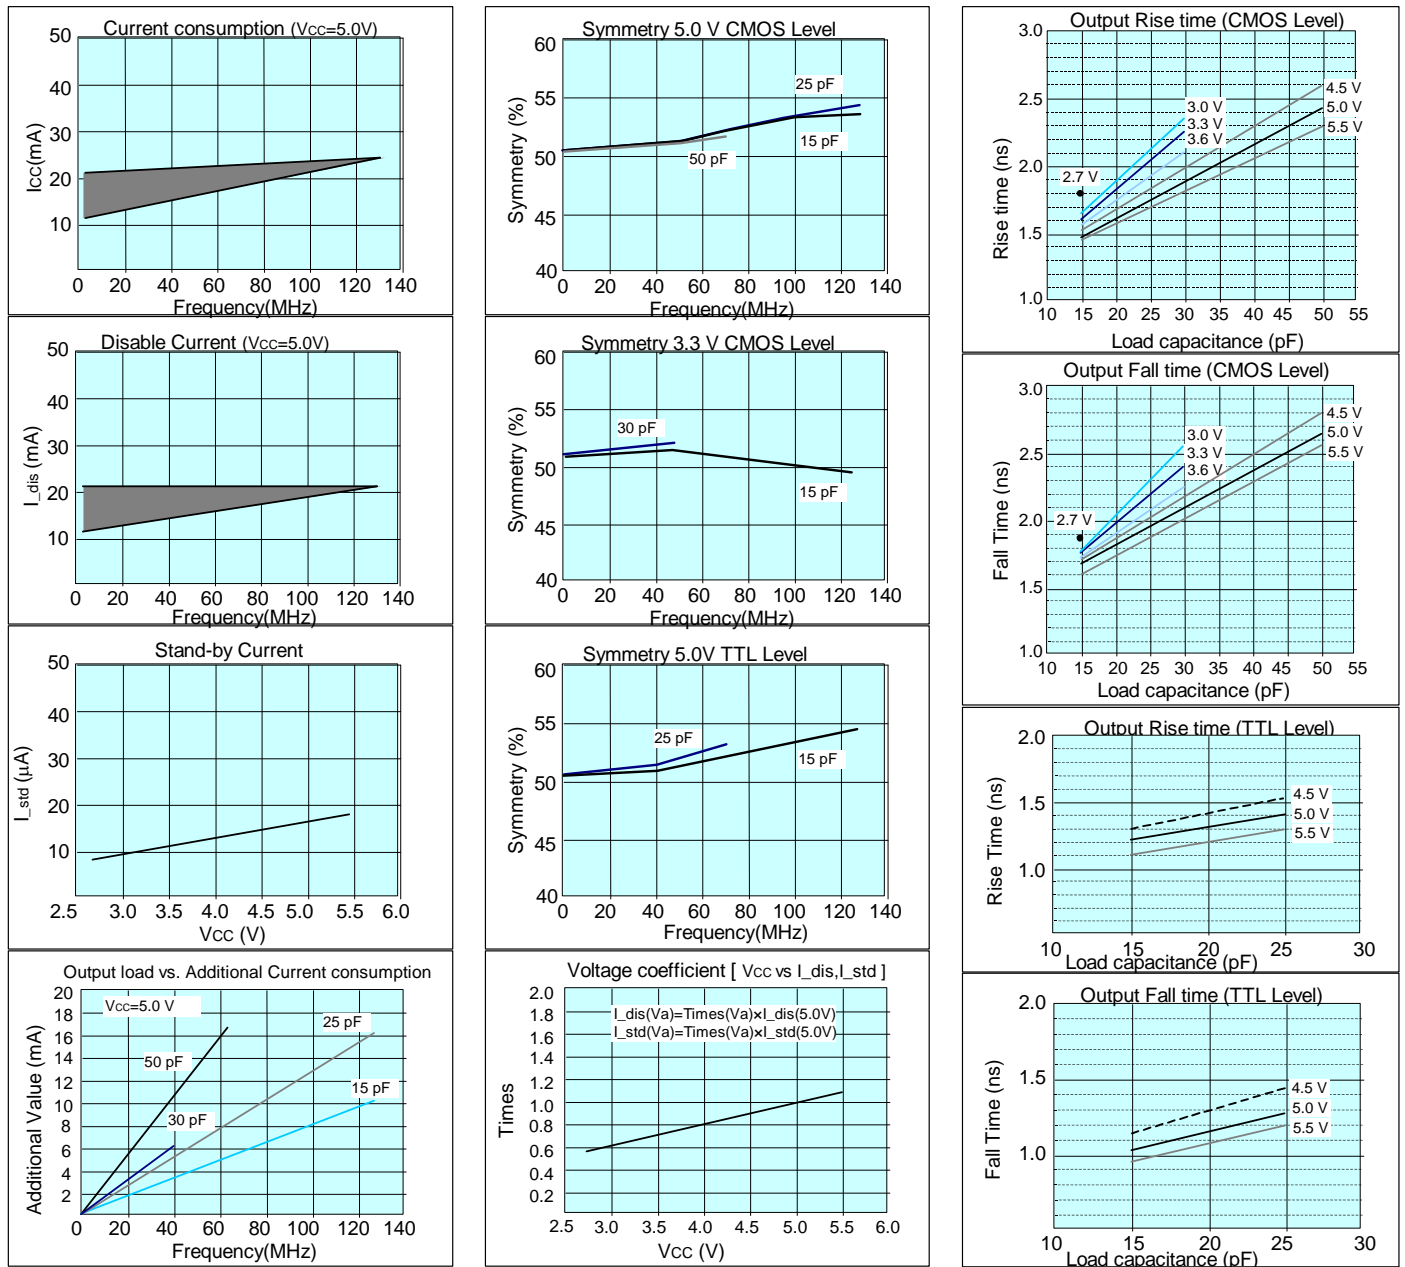 Current consumption (VCC=5.0V)
50
40
30
20
10
ICC(mA)
0 20 40 60 80 100 120 140
Frequency(MHz)
Disable Current (VCC=5.0V)
50
40
30
20
10
I_dis (mA)
0 20 40 60 80 100 120 140
Frequency(MHz)
Stand-by Current
50
40
30
20
10
I_std (µA)
2.5 3.0 3.5 4.0 4.5 5.0 5.5 6.0
VCC (V)
Output load vs. Additional Current consumption
20
18
16
14
12
10
8
6
4
2
Additional Value (mA)
VCC=5.0 V
25 pF
50 pF
15 pF
30 pF
0 20 40 60 80 100 120 140
Frequency(MHz)
Symmetry 5.0 V CMOS Level
60
55
50
45
40
Symmetry (%)
25 pF
15 pF
50 pF
0 20 40 60 80 100 120 140
Frequency(MHz)
Symmetry 3.3 V CMOS Level
60
55
50
45
40
Symmetry (%)
30 pF
15 pF
0 20 40 60 80 100 120 140
Frequency(MHz)
Symmetry 5.0V TTL Level
60
55
50
45
40
Symmetry (%)
25 pF
15 pF
0 20 40 60 80 100 120 140
Frequency(MHz)
Voltage coefficient [ VCC vs I_dis,I_std ]
2.0
1.8
1.6
1.4
1.2
1.0
0.8
0.6
0.4
0.2
Times
I_dis(Va)=Times(Va)×I_dis(5.0V)
I_std(Va)=Times(Va)×I_std(5.0V)
2.5 3.0 3.5 4.0 4.5 5.0 5.5 6.0
VCC (V)
Output Rise time (CMOS Level)
3.0
2.5
2.0
1.5
1.0
Rise time (ns)
4.5 V
3.0 V
5.0 V
3.3 V
5.5 V
3.6 V
2.7 V
10 15 20 25 30 35 40 45 50 55
Load capacitance (pF)
Output Fall time (CMOS Level)
3.0
2.5
2.0
1.5
1.0
Fall Time (ns)
4.5 V
3.0 V
5.0 V
3.3 V
5.5 V
3.6 V
2.7 V
10 15 20 25 30 35 40 45 50 55
Load capacitance (pF)
Output Rise time (TTL Level)
2.0
1.5
1.0
Rise Time (ns)
4.5 V
5.0 V
5.5 V
10 15 20 25 30
Load capacitance (pF)
Output Fall time (TTL Level)
2.0
1.5
1.0
Fall Time (ns)
4.5 V
5.0 V
5.5 V
10 15 20 25 30
Load capacitance (pF)